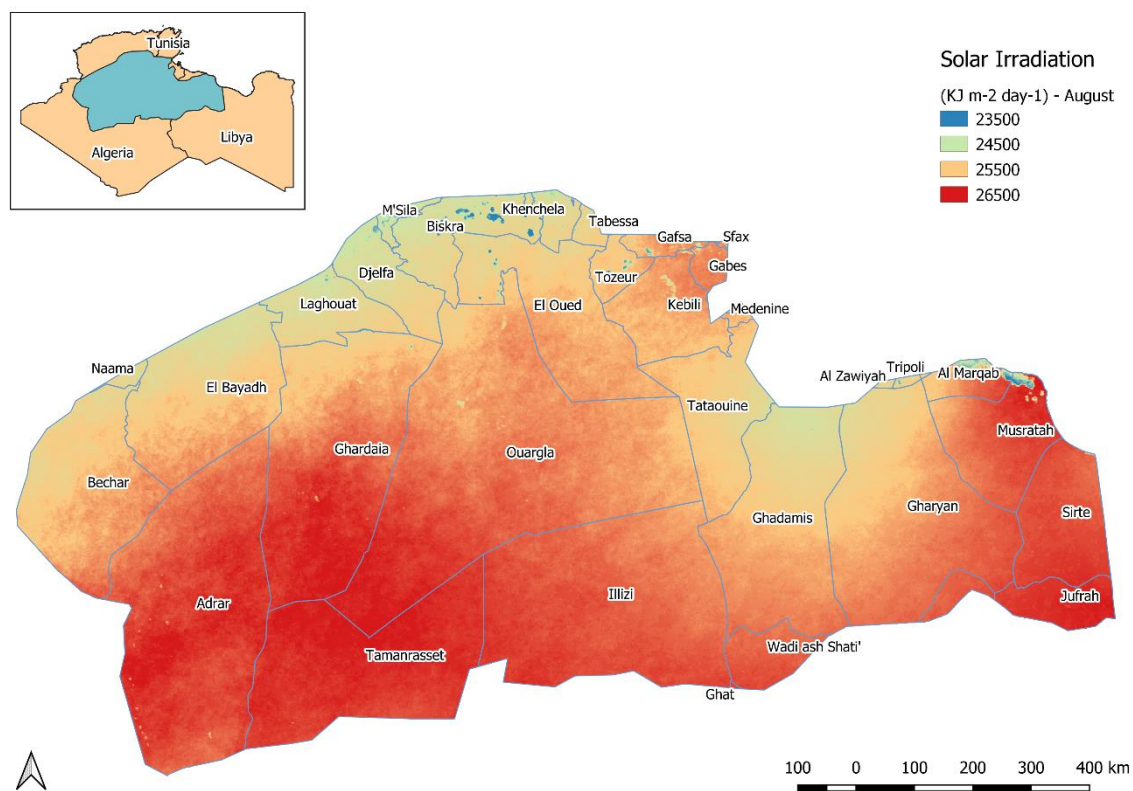 Tunisia
Algeria
Libya
Solar Irradiation
(KJ m-2 day-1) - August
23500
24500
25500
26500
M'Sila
Khenchela
Biskra
Tabessa
Gafsa
Sfax
Djelfa
Tozeur
Gabes
Laghouat
El Oued
Kebili
Medenine
Naama
El Bayadh
Al Zawiyah
Tripoli
Al Marqab
Tataouine
Musratah
Ghardaia
Ouargla
Bechar
Ghadamis
Gharyan
Sirte
Adrar
Illizi
Jufrah
Tamanrasset
Wadi ash Shati'
Ghat
100 0 100 200 300 400 km